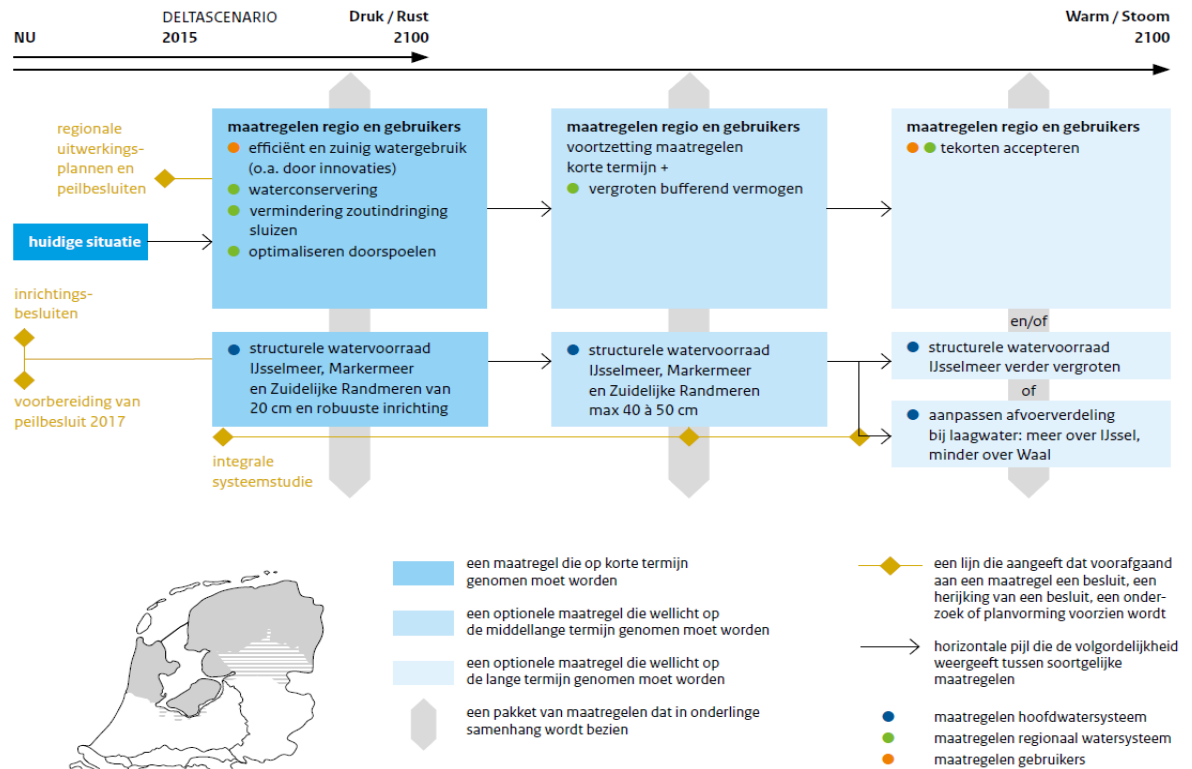 DELTASCENARIO
Druk / Rust
Warm / Stoom
NU
2015
2100
2100
regionale
uitwerkings-
plannen en
peilbesluiten
huidige situatie
inrichtings-
besluiten
voorbereiding van
peilbesluit 2017
maatregelen regio en gebruikers
efficiënt en zuinig watergebruik
(o.a. door innovaties)
waterconservering
vermindering zoutindringing
sluizen
optimaliseren doorspoelen
maatregelen regio en gebruikers
voortzetting maatregelen
korte termijn +
vergroten bufferend vermogen
maatregelen regio en gebruikers
tekorten accepteren
structurele watervoorraad
IJsselmeer, Markermeer
en Zuidelijke Randmeren van
20 cm en robuuste inrichting
structurele watervoorraad
IJsselmeer, Markermeer
en Zuidelijke Randmeren
max 40 à 50 cm
en/of
structurele watervoorraad
IJsselmeer verder vergroten
of
aanpassen afvoerverdeling
bij laagwater: meer over IJssel,
minder over Waal
integrale
systeemstudie
een maatregel die op korte termijn
genomen moet worden
een optionele maatregel die wellicht op
de middellange termijn genomen moet worden
een optionele maatregel die wellicht op
de lange termijn genomen moet worden
een pakket van maatregelen dat in onderlinge
samenhang wordt bezien
een lijn die aangeeft dat voorafgaand
aan een maatregel een besluit, een
herijking van een besluit, een onder-
zoek of planvorming voorzien wordt
horizontale pijl die de volgordelijkheid
weergeeft tussen soortgelijke
maatregelen
maatregelen hoofdwatersysteem
maatregelen regionaal watersysteem
maatregelen gebruikers